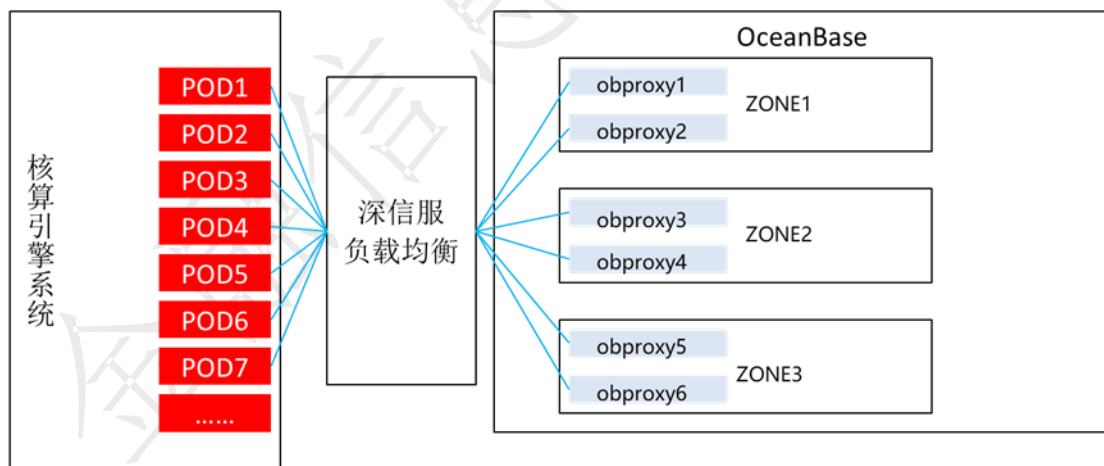 核算引擎系统
POD1
POD2
POD3
POD4
POD5
POD6
POD7
......
深信服
负载均衡
OceanBase
obproxy1
obproxy2
ZONE1
obproxy3
obproxy4
ZONE2
obproxy5
obproxy6
ZONE3